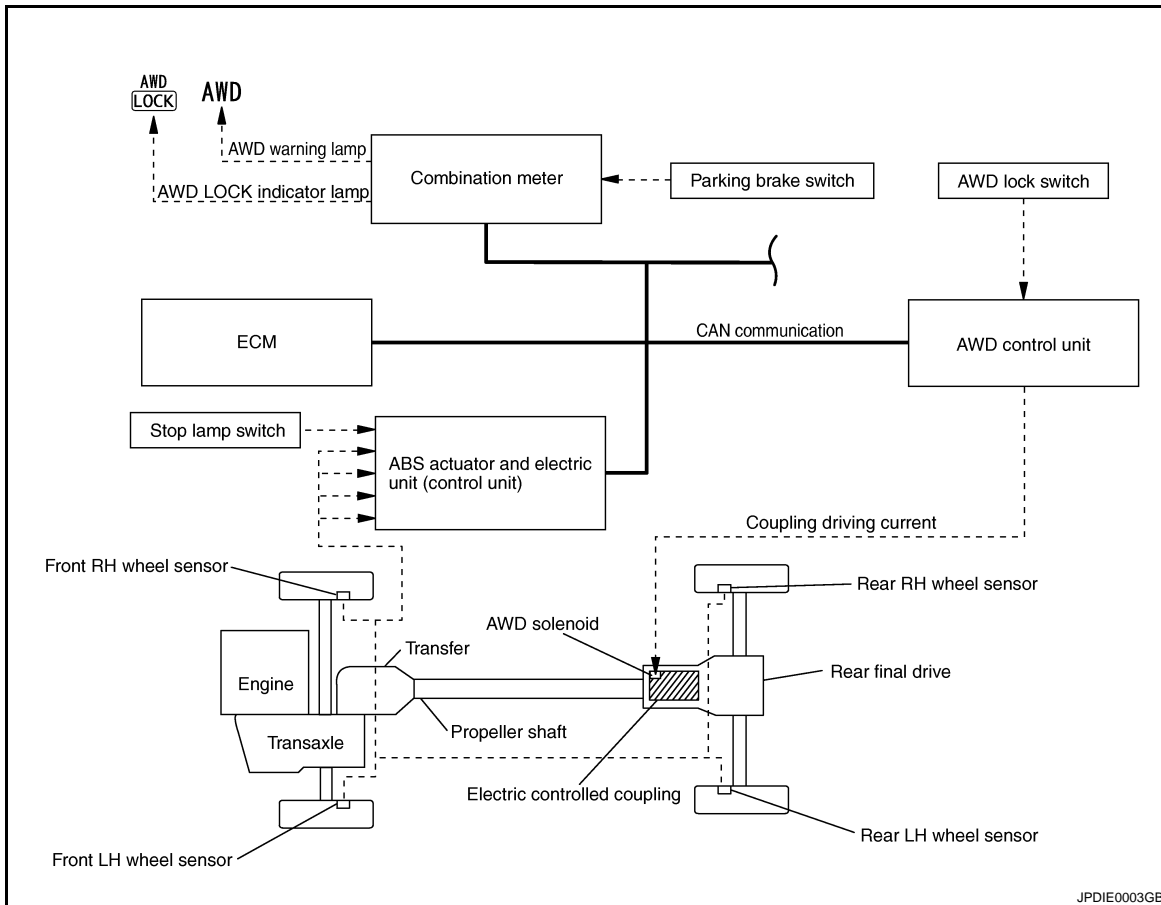 AWD
LOCK
AWD
AWD warning lamp
AWD LOCK indicator lamp
Combination meter
Parking brake switch
AWD lock switch
ECM
CAN communication
AWD control unit
Stop lamp switch
ABS actuator and electric
unit (control unit)
Coupling driving current
Front RH wheel sensor
Rear RH wheel sensor
AWD solenoid
Transfer
Engine
Rear final drive
Propeller shaft
Transaxle
Electric controlled coupling
Rear LH wheel sensor
Front LH wheel sensor
JPDIE0003GB